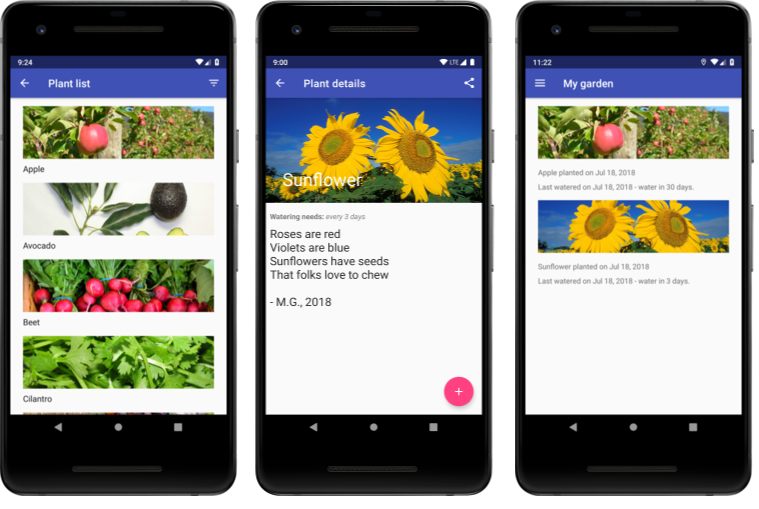 9:24
Plant list
Apple
Avocado
Beet
Cilantro
9:00
LTE
Plant details
Sunflower
Watering needs: every 3 days
Roses are red
Violets are blue
Sunflowers have seeds
That folks love to chew
- M.G., 2018
+
11:22
My garden
Apple planted on Jul 18, 2018
Last watered on Jul 18, 2018 - water in 30 days.
Sunflower planted on Jul 18, 2018
Last watered on Jul 18, 2018 - water in 3 days.